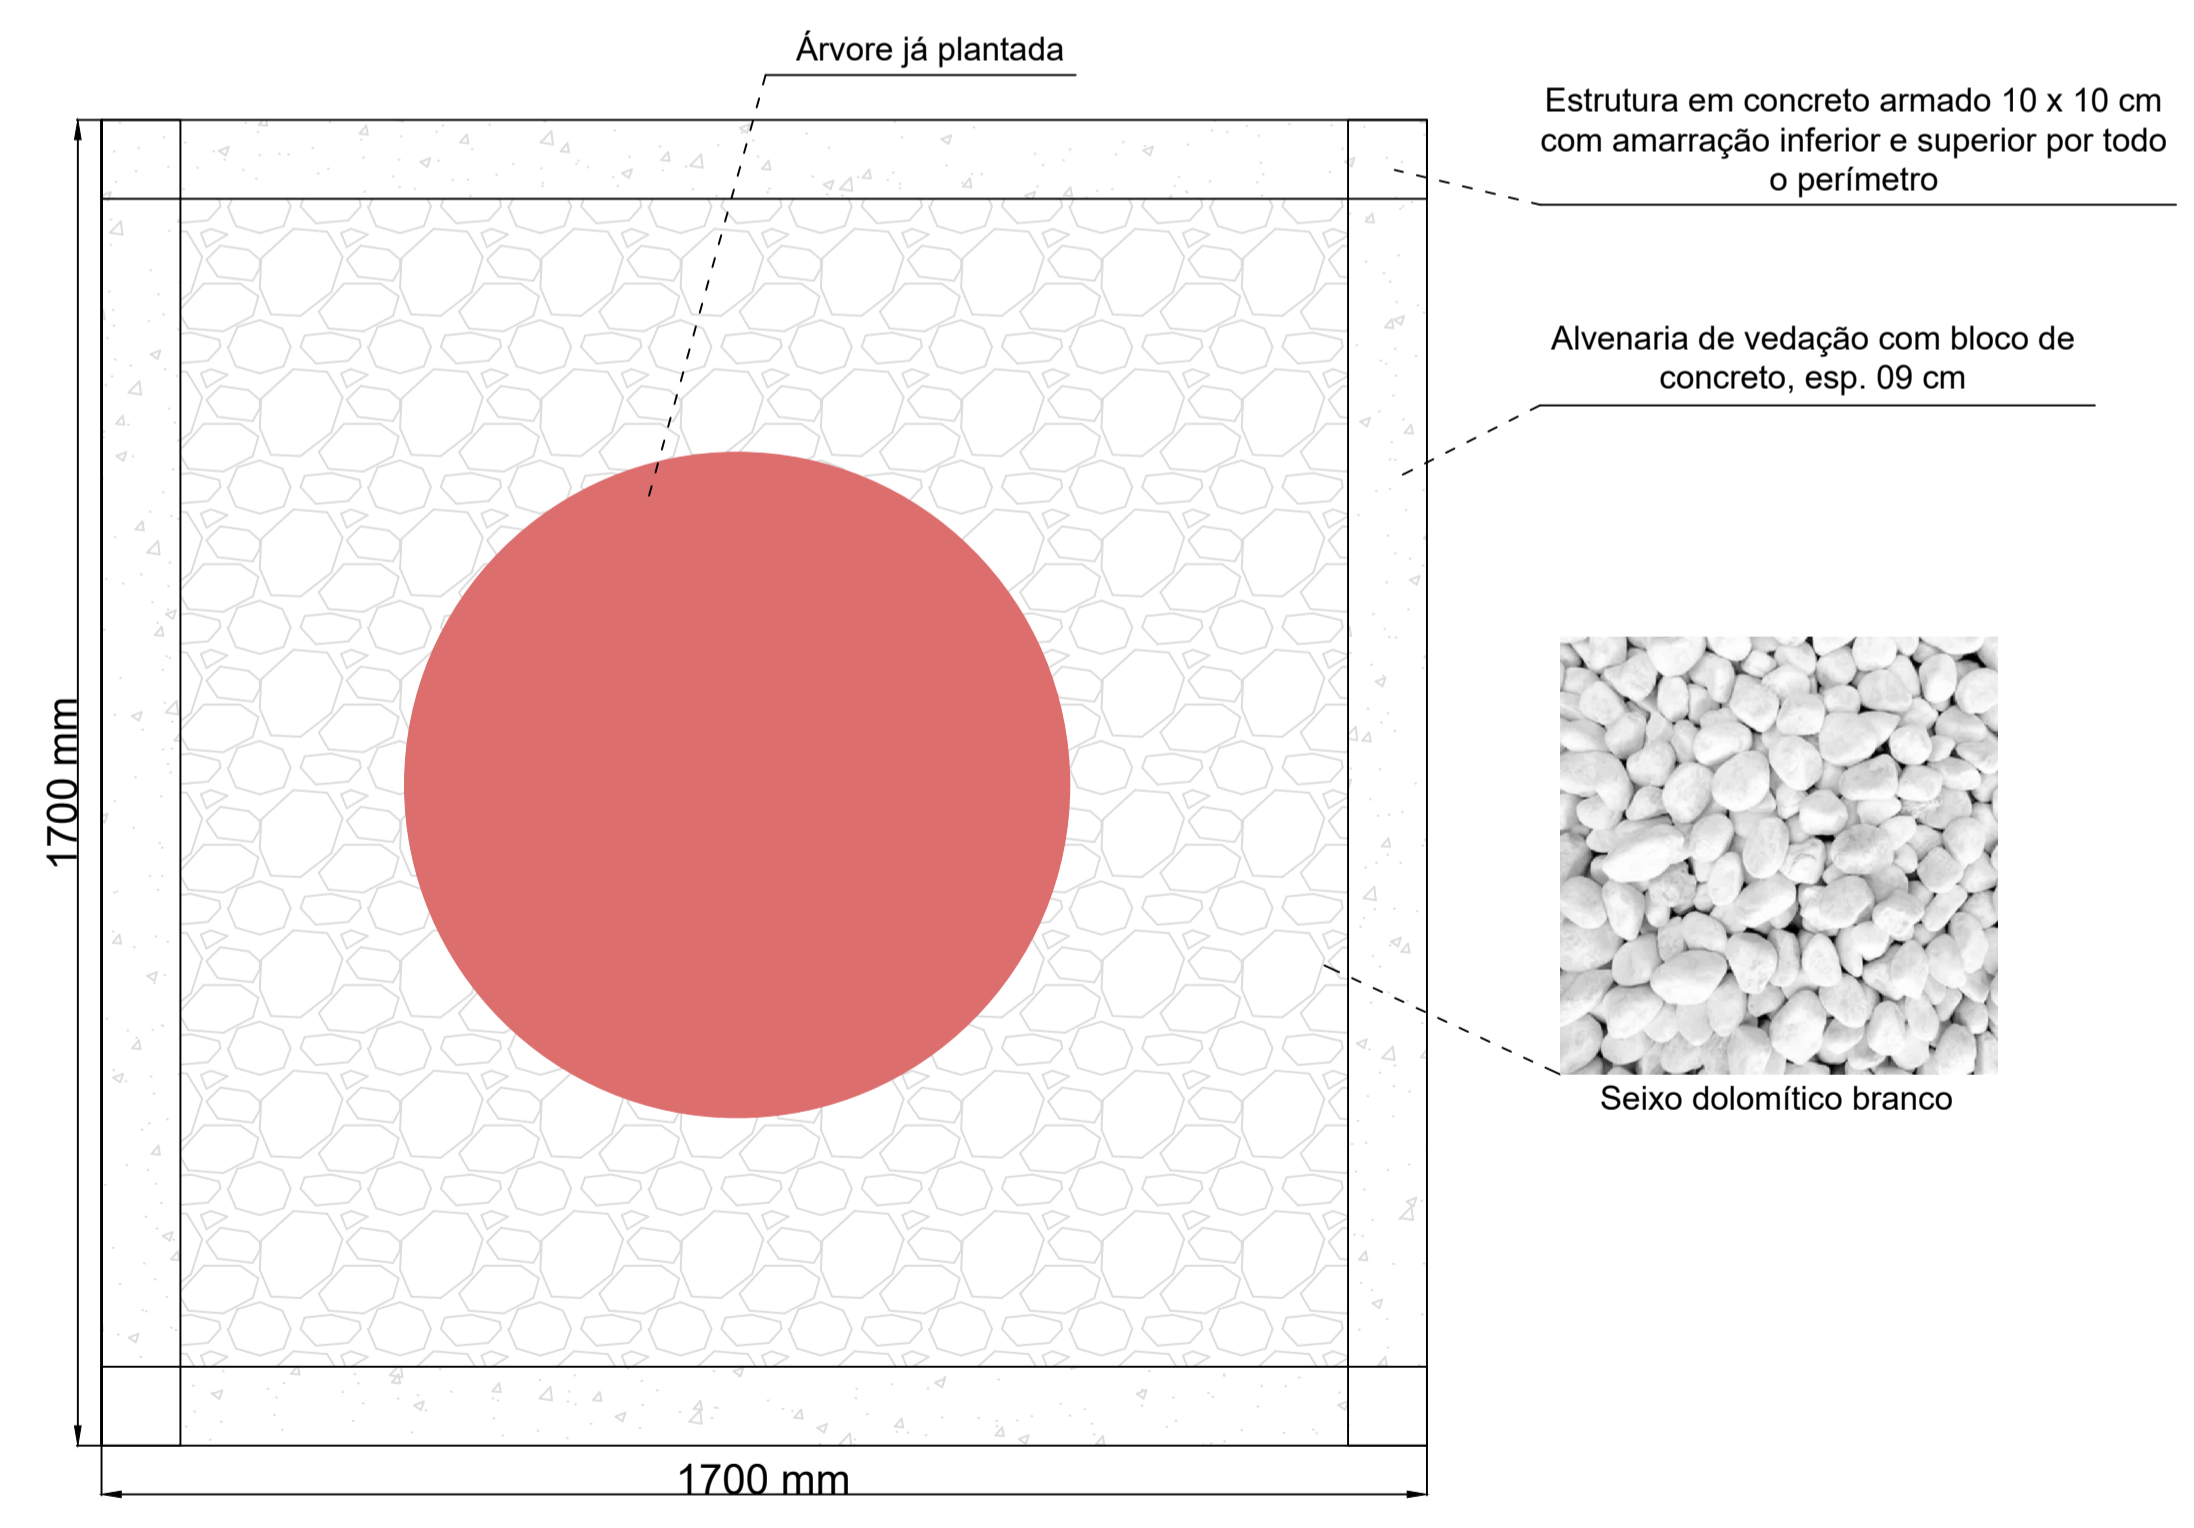 Árvore já plantada
Estrutura em concreto armado 10 x 10 cm
com amarração inferior e superior por todo
o perímetro
Alvenaria de vedação com bloco de
concreto, esp. 09 cm
1700 mm
Seixo dolomítico branco
1700 mm